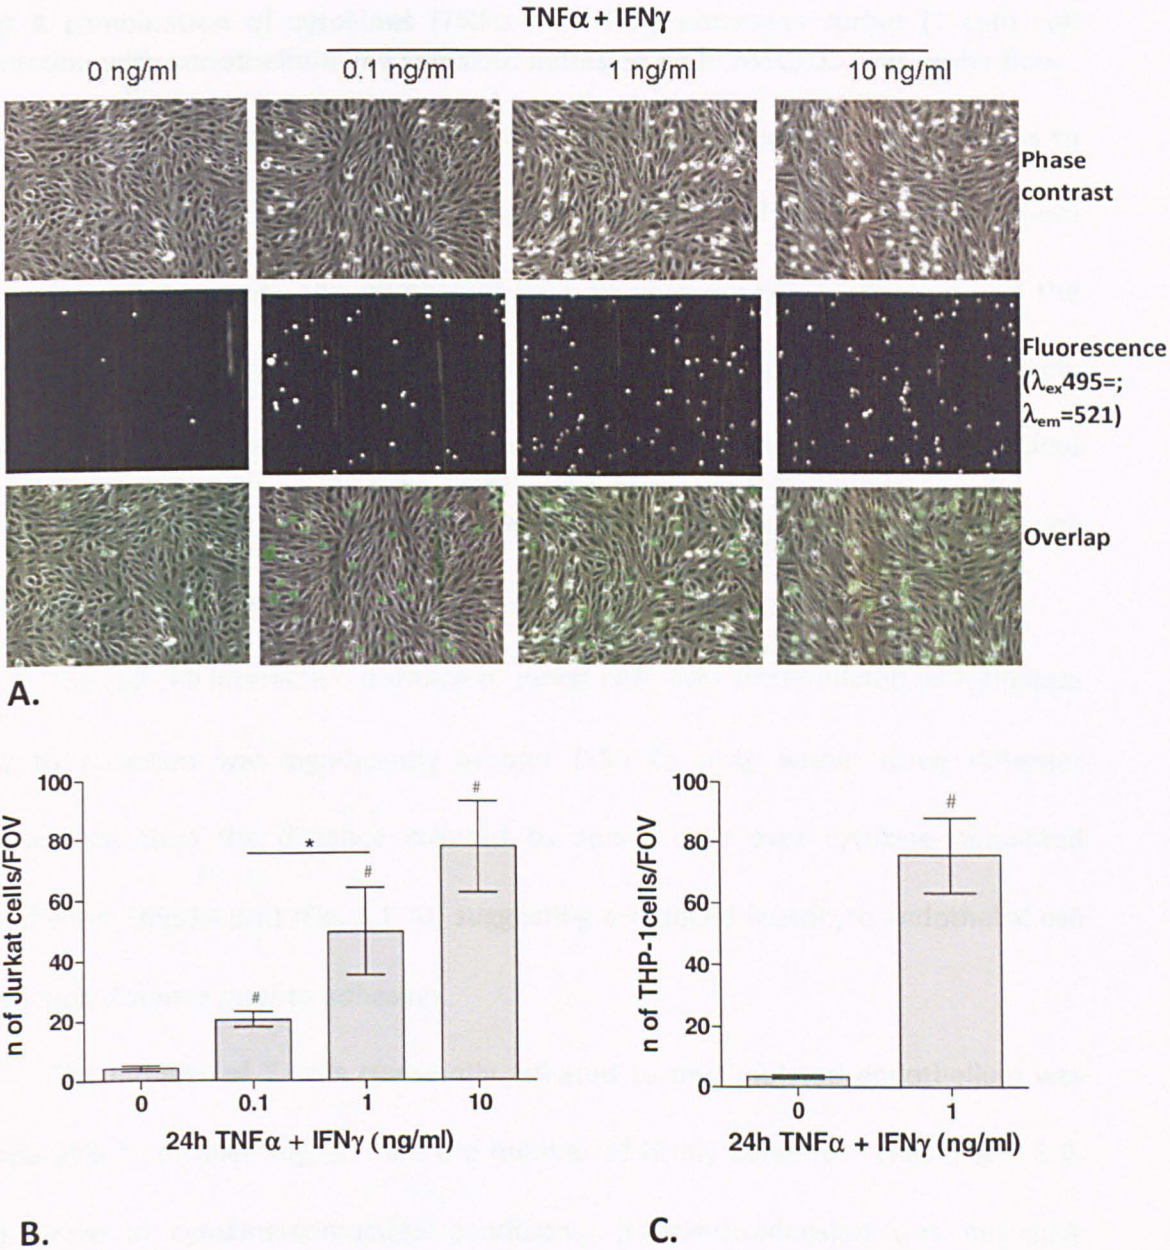 TNFα + IFNγ
0 ng/ml
0.1 ng/ml
1 ng/ml
10 ng/ml
Phase
contrast
Fluorescence
(λex495=;
λem=521)
Overlap
A.
n of Jurkat cells/FOV
100
80
60
40
20
0
#
*
#
#
0
0.1
1
10
24h TNFα + IFNγ (ng/ml)
B.
n of THP-1cells/FOV
100
80
60
40
20
0
#
0
1
24h TNFα + IFNγ (ng/ml)
C.